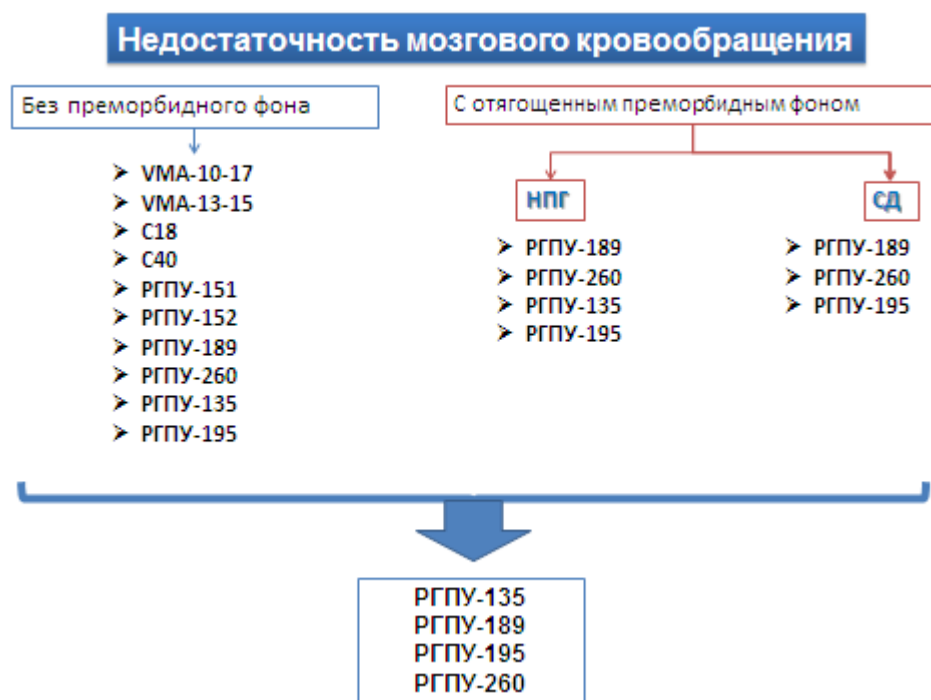 Недостаточность мозгового кровообращения
Без преморбидного фона
С отягощенным преморбидным фоном
VMA-10-17
VMA-13-15
С18
С40
РГПУ-151
РГПУ-152
РГПУ-189
РГПУ-260
РГПУ-135
РГПУ-195
НПГ
РГПУ-189
РГПУ-260
РГПУ-135
РГПУ-195
СД
РГПУ-189
РГПУ-260
РГПУ-195
РГПУ-135
РГПУ-189
РГПУ-195
РГПУ-260